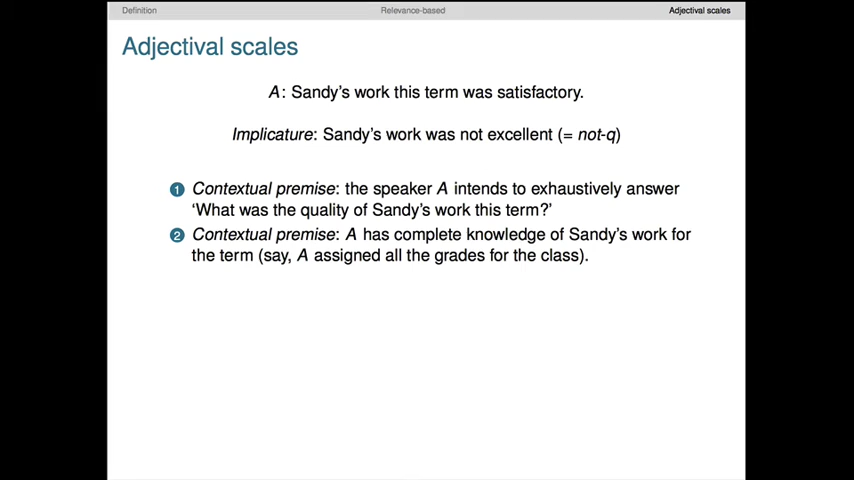 Definition Relevance-based Adjectival scales
Adjectival scales
A: Sandy's work this term was satisfactory.
Implicature: Sandy's work was not excellent (= not-q)
1 Contextual premise: the speaker A intends to exhaustively answer
'What was the quality of Sandy's work this term?'
2 Contextual premise: A has complete knowledge of Sandy's work for
the term (say, A assigned all the grades for the class).